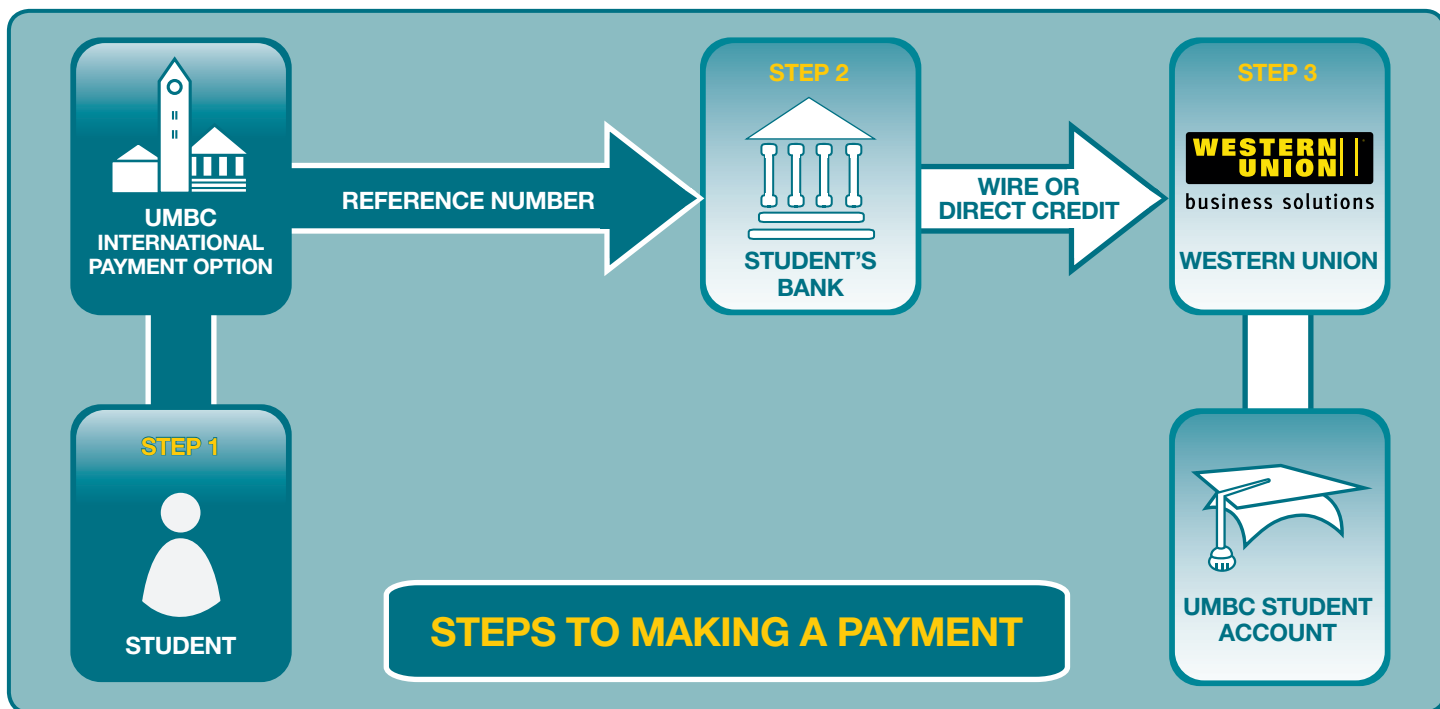 UMBC
INTERNATIONAL
PAYMENT OPTION
STEP 1
STUDENT
REFERENCE NUMBER
STEP 2
STUDENT'S
BANK
WIRE OR
DIRECT CREDIT
STEP 3
WESTERN
UNION
business solutions
WESTERN UNION
UMBC STUDENT
ACCOUNT
STEPS TO MAKING A PAYMENT